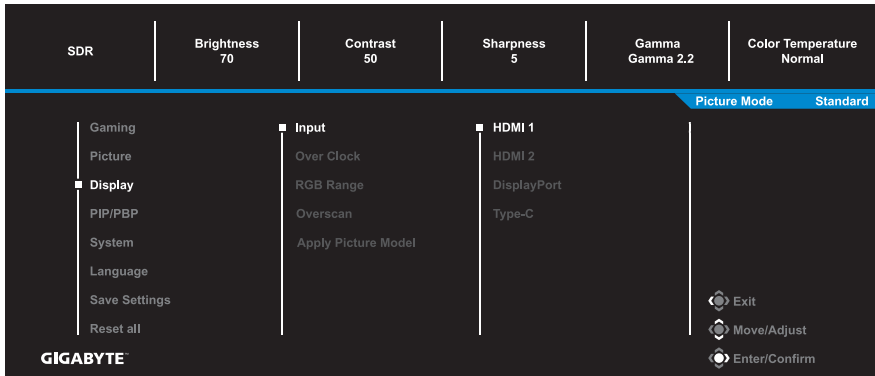 SDR
Brightness
70
Contrast
50
Sharpness
5
Gamma
Gamma 2.2
Color Temperature
Normal
Picture Mode Standard
Gaming
Picture
Display
PIP/PBP
System
Language
Save Settings
Reset all
Input
Over Clock
RGB Range
Overscan
Apply Picture Model
HDMI 1
HDMI 2
DisplayPort
Type-C
Exit
Move/Adjust
Enter/Confirm
GIGABYTE™